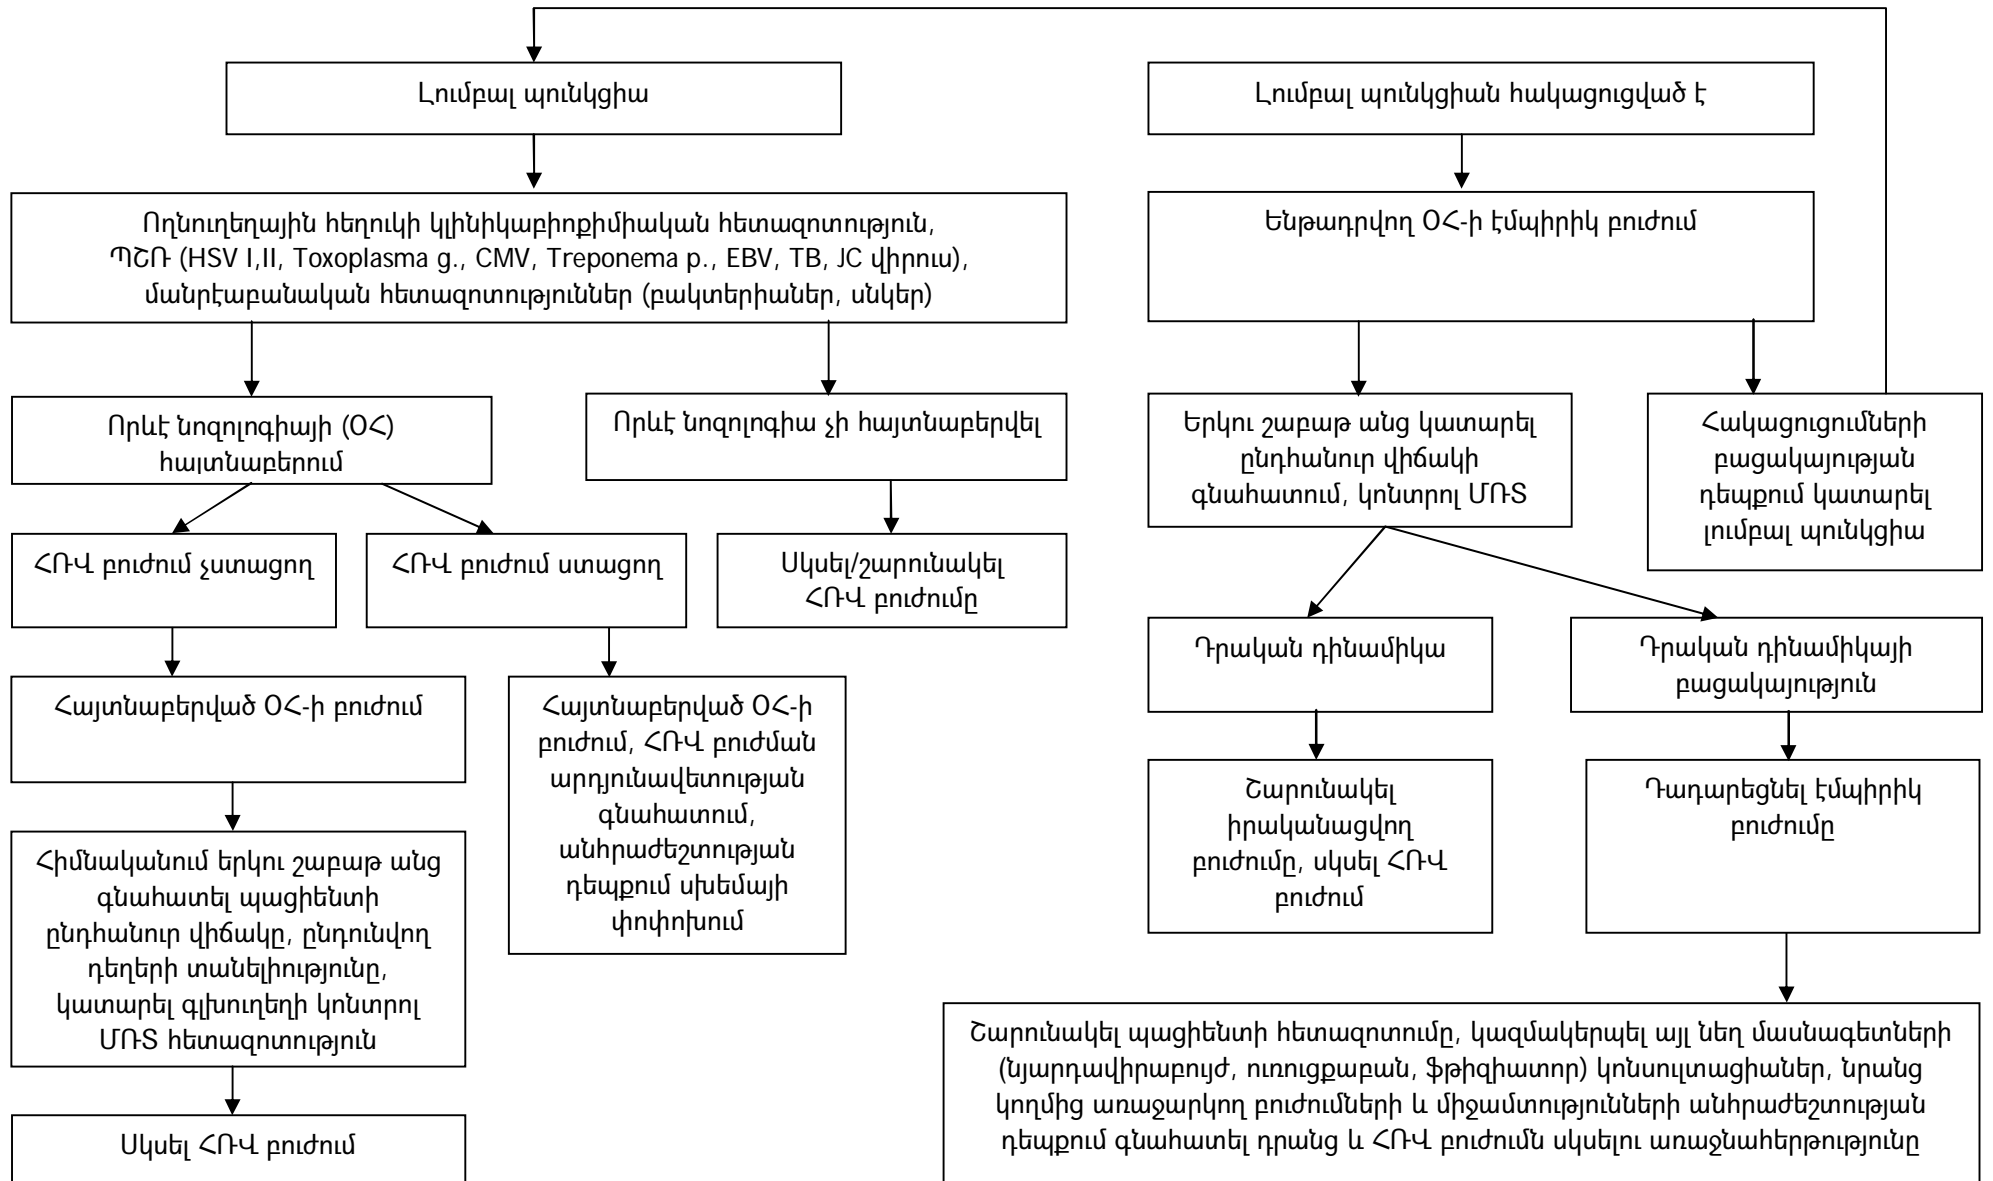 Լումբալ պունկցիա
Լումբալ պունկցիան հակացուցված է
Ողնուղեղային հեղուկի կլինիկաբիոքիմիական հետազոտություն,
ՊՇՌ (HSV I,II, Toxoplasma g., CMV, Treponema p., EBV, TB, JC վիրուս),
մանրէաբանական հետազոտություններ (բակտերիաներ, սնկեր)
Ենթադրվող ՕՀ-ի էմպիրիկ բուժում
Որևէ նոզոլոգիայի (ՕՀ)
հայտնաբերում
Որևէ նոզոլոգիա չի հայտնաբերվել
Երկու շաբաթ անց կատարել
ընդհանուր վիճակի
գնահատում, կոնտրոլ ՄՌՏ
Հակացուցումների
բացակայության
դեպքում կատարել
լումբալ պունկցիա
ՀՌՎ բուժում չստացող
ՀՌՎ բուժում ստացող
Սկսել/շարունակել
ՀՌՎ բուժումը
Դրական դինամիկա
Դրական դինամիկայի
բացակայություն
Հայտնաբերված ՕՀ-ի բուժում
Հայտնաբերված ՕՀ-ի
բուժում, ՀՌՎ բուժման
արդյունավետության
գնահատում,
անհրաժեշտության
դեպքում սխեմայի
փոփոխում
Շարունակել
իրականացվող
բուժումը, սկսել ՀՌՎ
բուժում
Դադարեցնել էմպիրիկ
բուժումը
Հիմնականում երկու շաբաթ անց
գնահատել պացիենտի
ընդհանուր վիճակը, ընդունվող
դեղերի տանելիությունը,
կատարել գլխուղեղի կոնտրոլ
ՄՌՏ հետազոտություն
Շարունակել պացիենտի հետազոտումը, կազմակերպել այլ նեղ մասնագետների
(նյարդավիրաբույժ, ուռուցքաբան, ֆթիզիատոր) կոնսուլտացիաներ, նրանց
կողմից առաջարկող բուժումների և միջամտությունների անհրաժեշտության
դեպքում գնահատել դրանց և ՀՌՎ բուժումն սկսելու առաջնահերթությունը
Սկսել ՀՌՎ բուժում